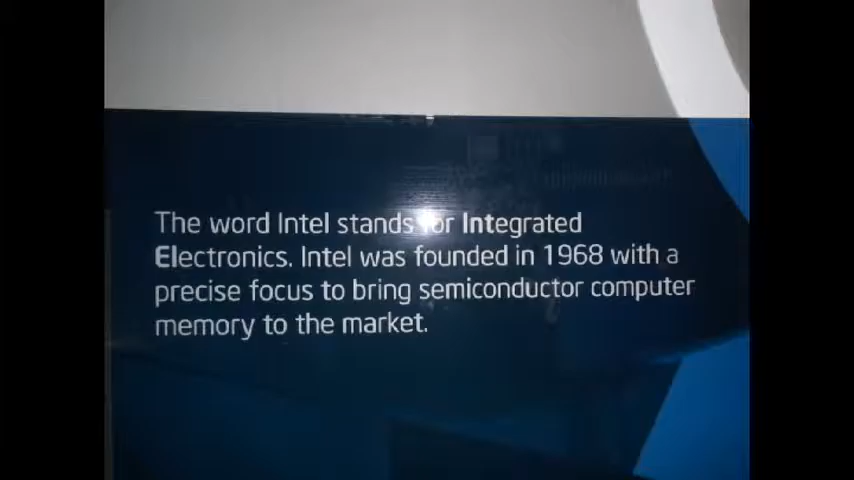 The word Intel stands for Integrated
Electronics. Intel was founded in 1968 with a
precise focus to bring semiconductor computer
memory to the market.